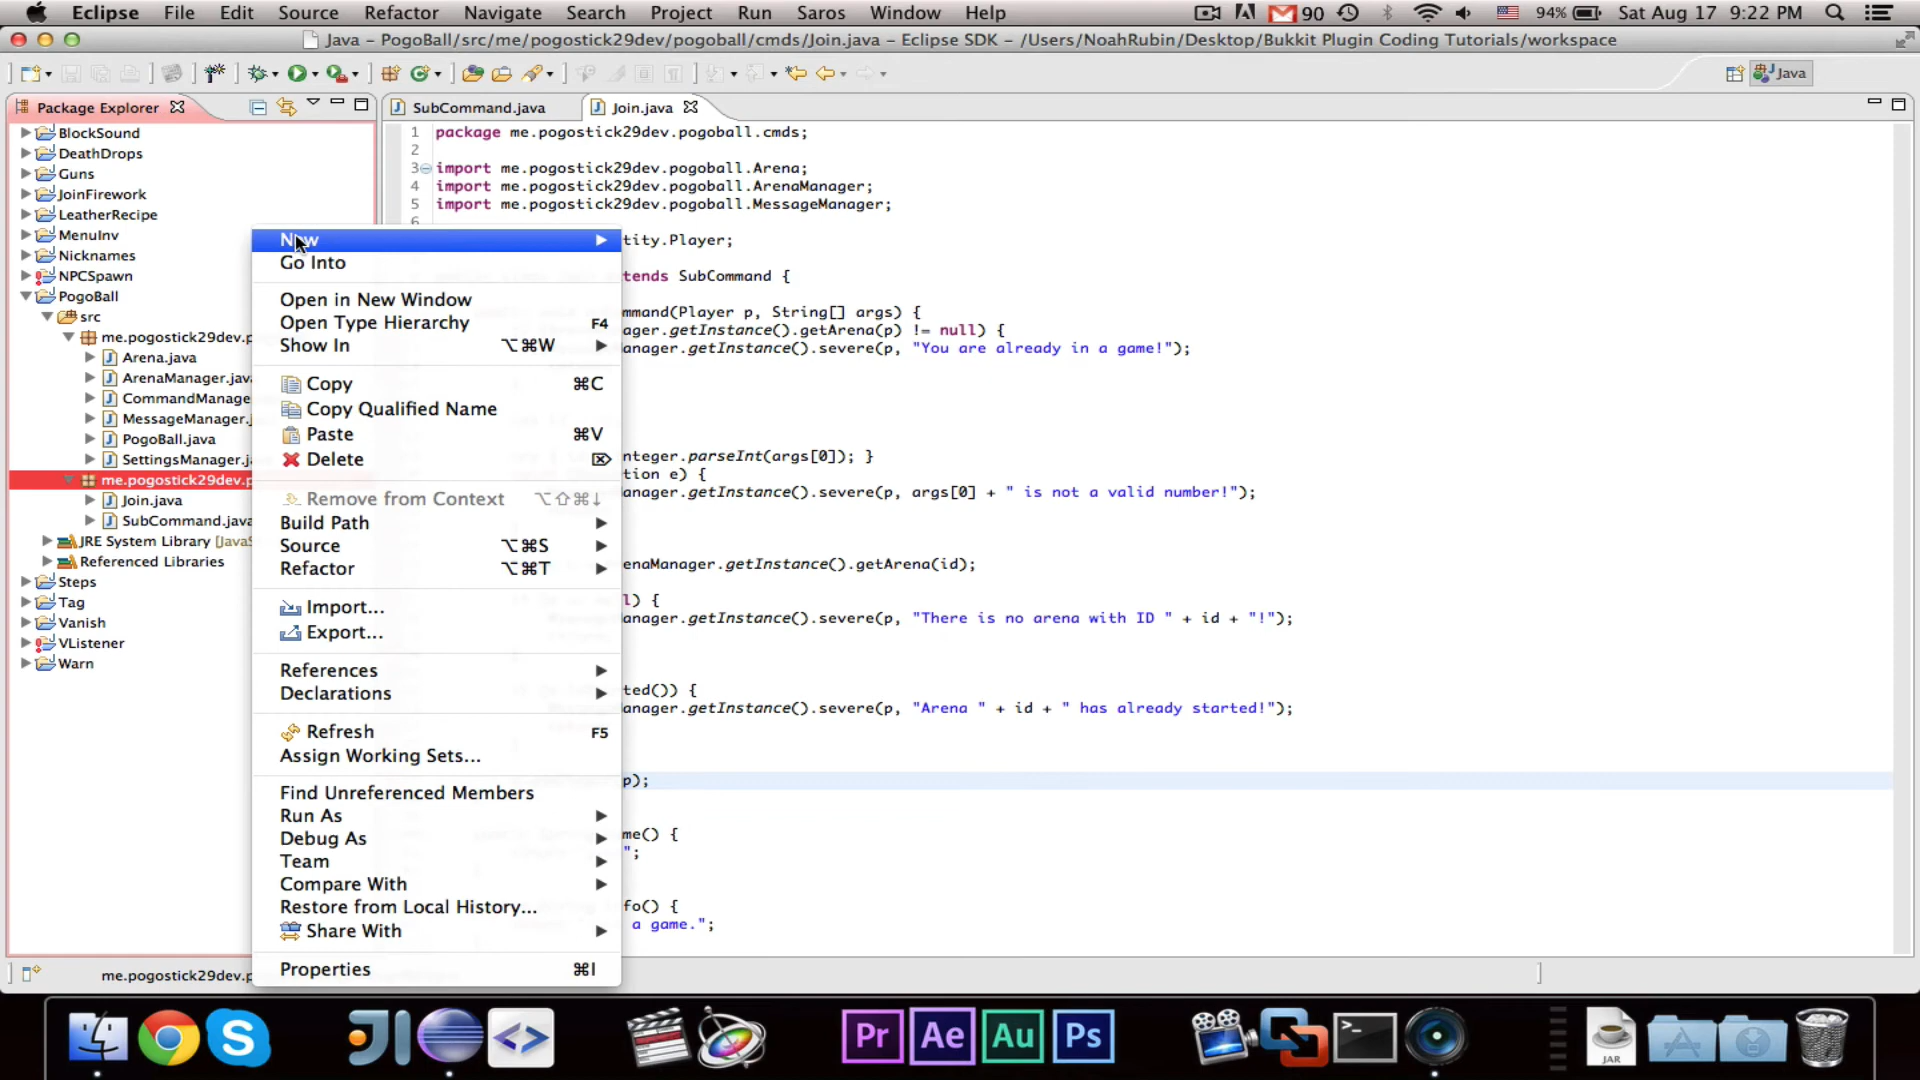 Eclipse File Edit Source Refactor Navigate Search Project Run Saros Window Help 90 94% Sat Aug 17 9:22 PM
Java – PogoBall/src/me/pogostick29dev/pogoball/cmds/Join.java – Eclipse SDK – /Users/NoahRubin/Desktop/Bukkit Plugin Coding Tutorials/workspace
Java
Package Explorer
BlockSound
DeathDrops
Guns
JoinFirework
LeatherRecipe
MenuInv
Nicknames
NPCSpawn
PogoBall
src
me.pogostick29dev.p
Arena.java
ArenaManager.java
CommandManage
MessageManager.j
PogoBall.java
SettingsManager.j
me.pogostick29dev.p
Join.java
SubCommand.java
JRE System Library [JavaS
Referenced Libraries
Steps
Tag
Vanish
VListener
Warn
New
Go Into
Open in New Window
Open Type Hierarchy F4
Show In ⌥⌘W
Copy ⌘C
Copy Qualified Name
Paste ⌘V
Delete ⌦
Remove from Context ⌥⇧⌘↓
Build Path
Source ⌥⌘S
Refactor ⌥⌘T
Import...
Export...
References
Declarations
Refresh F5
Assign Working Sets...
Find Unreferenced Members
Run As
Debug As
Team
Compare With
Restore from Local History...
Share With
Properties ⌘I
SubCommand.java
Join.java
1 package me.pogostick29dev.pogoball.cmds;
2
3 import me.pogostick29dev.pogoball.Arena;
4 import me.pogostick29dev.pogoball.ArenaManager;
5 import me.pogostick29dev.pogoball.MessageManager;
6
tity.Player;
tends SubCommand {
mmand(Player p, String[] args) {
ager.getInstance().getArena(p) != null) {
anager.getInstance().severe(p, "You are already in a game!");
nteger.parseInt(args[0]); }
tion e) {
anager.getInstance().severe(p, args[0] + " is not a valid number!");
enaManager.getInstance().getArena(id);
l) {
anager.getInstance().severe(p, "There is no arena with ID " + id + "!");
ted()) {
anager.getInstance().severe(p, "Arena " + id + " has already started!");
p);
me() {
";
fo() {
a game.";
me.pogostick29dev.p
Pr Ae Au Ps
JAR